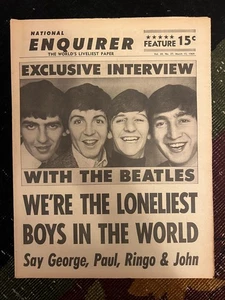 NATIONAL
ENQUIRER
THE WORLD'S LIVELIEST PAPER
★★★★★
FEATURE 15¢
EXCLUSIVE INTERVIEW
WITH THE BEATLES
WE'RE THE LONELIEST
BOYS IN THE WORLD
Say George, Paul, Ringo & John